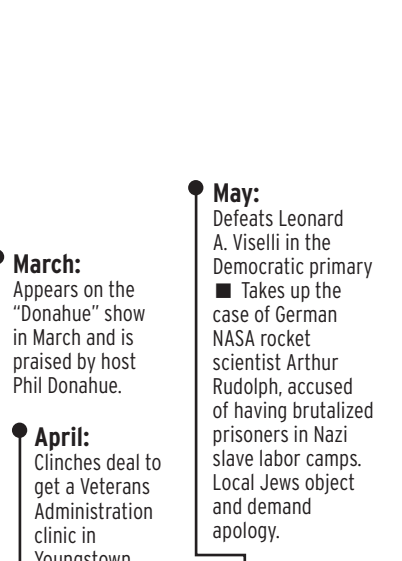 March:
Appears on the
“Donahue” show
in March and is
praised by host
Phil Donahue.
April:
Clinches deal to
get a Veterans
Administration
clinic in
Youngstown
May:
Defeats Leonard
A. Viselli in the
Democratic primary
■ Takes up the
case of German
NASA rocket
scientist Arthur
Rudolph, accused
of having brutalized
prisoners in Nazi
slave labor camps.
Local Jews object
and demand
apology.